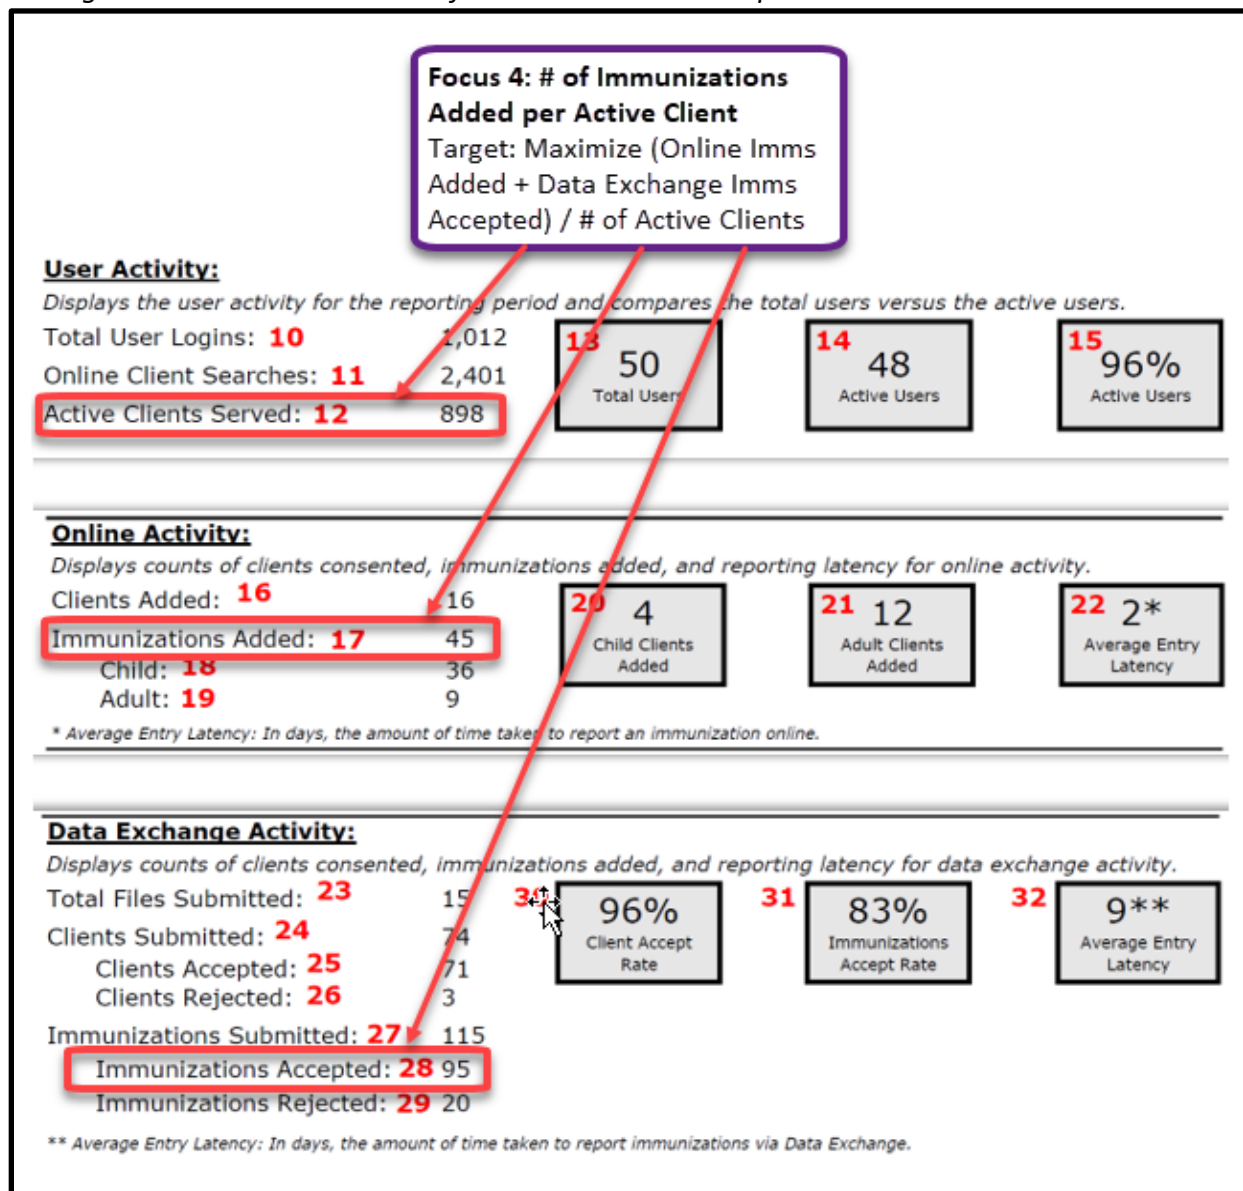 Focus 4: # of Immunizations
Added per Active Client
Target: Maximize (Online Imms
Added + Data Exchange Imms
Accepted) / # of Active Clients
User Activity:
Displays the user activity for the reporting period and compares the total users versus the active users.
Total User Logins: 10 1,012
Online Client Searches: 11 2,401
Active Clients Served: 12 898
13 50
Total Users
14 48
Active Users
15 96%
Active Users
Online Activity:
Displays counts of clients consented, immunizations added, and reporting latency for online activity.
Clients Added: 16 16
Immunizations Added: 17 45
Child: 18 36
Adult: 19 9
20 4
Child Clients
Added
21 12
Adult Clients
Added
22 2*
Average Entry
Latency
* Average Entry Latency: In days, the amount of time taken to report an immunization online.
Data Exchange Activity:
Displays counts of clients consented, immunizations added, and reporting latency for data exchange activity.
Total Files Submitted: 23 15
Clients Submitted: 24 74
Clients Accepted: 25 71
Clients Rejected: 26 3
Immunizations Submitted: 27 115
Immunizations Accepted: 28 95
Immunizations Rejected: 29 20
96%
Client Accept
Rate
31 83%
Immunizations
Accept Rate
32 9**
Average Entry
Latency
** Average Entry Latency: In days, the amount of time taken to report immunizations via Data Exchange.